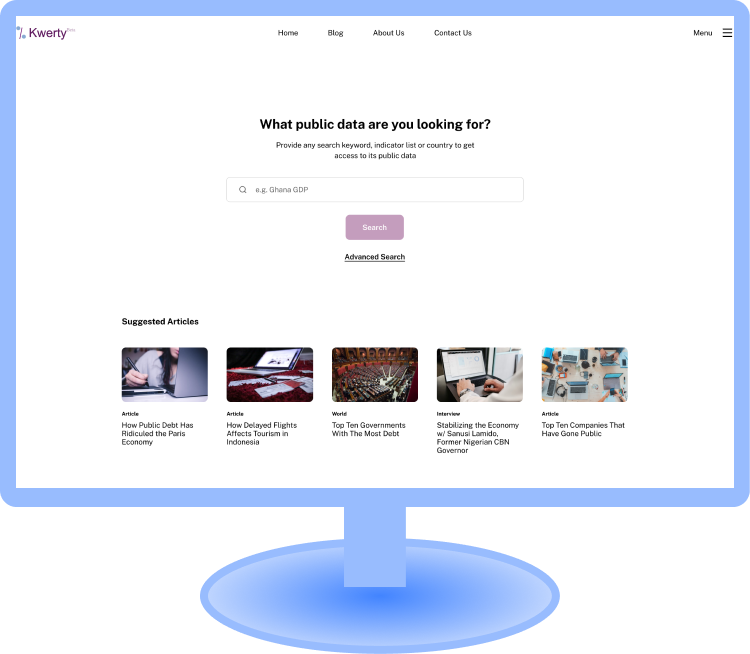 Kwerty Beta
Home Blog About Us Contact Us
Menu
What public data are you looking for?
Provide any search keyword, indicator list or country to get
access to its public data
e.g. Ghana GDP
Search
Advanced Search
Suggested Articles
Article
How Public Debt Has
Ridiculed the Paris
Economy
Article
How Delayed Flights
Affects Tourism in
Indonesia
World
Top Ten Governments
With The Most Debt
Interview
Stabilizing the Economy
w/ Sanusi Lamido,
Former Nigerian CBN
Governor
Article
Top Ten Companies That
Have Gone Public